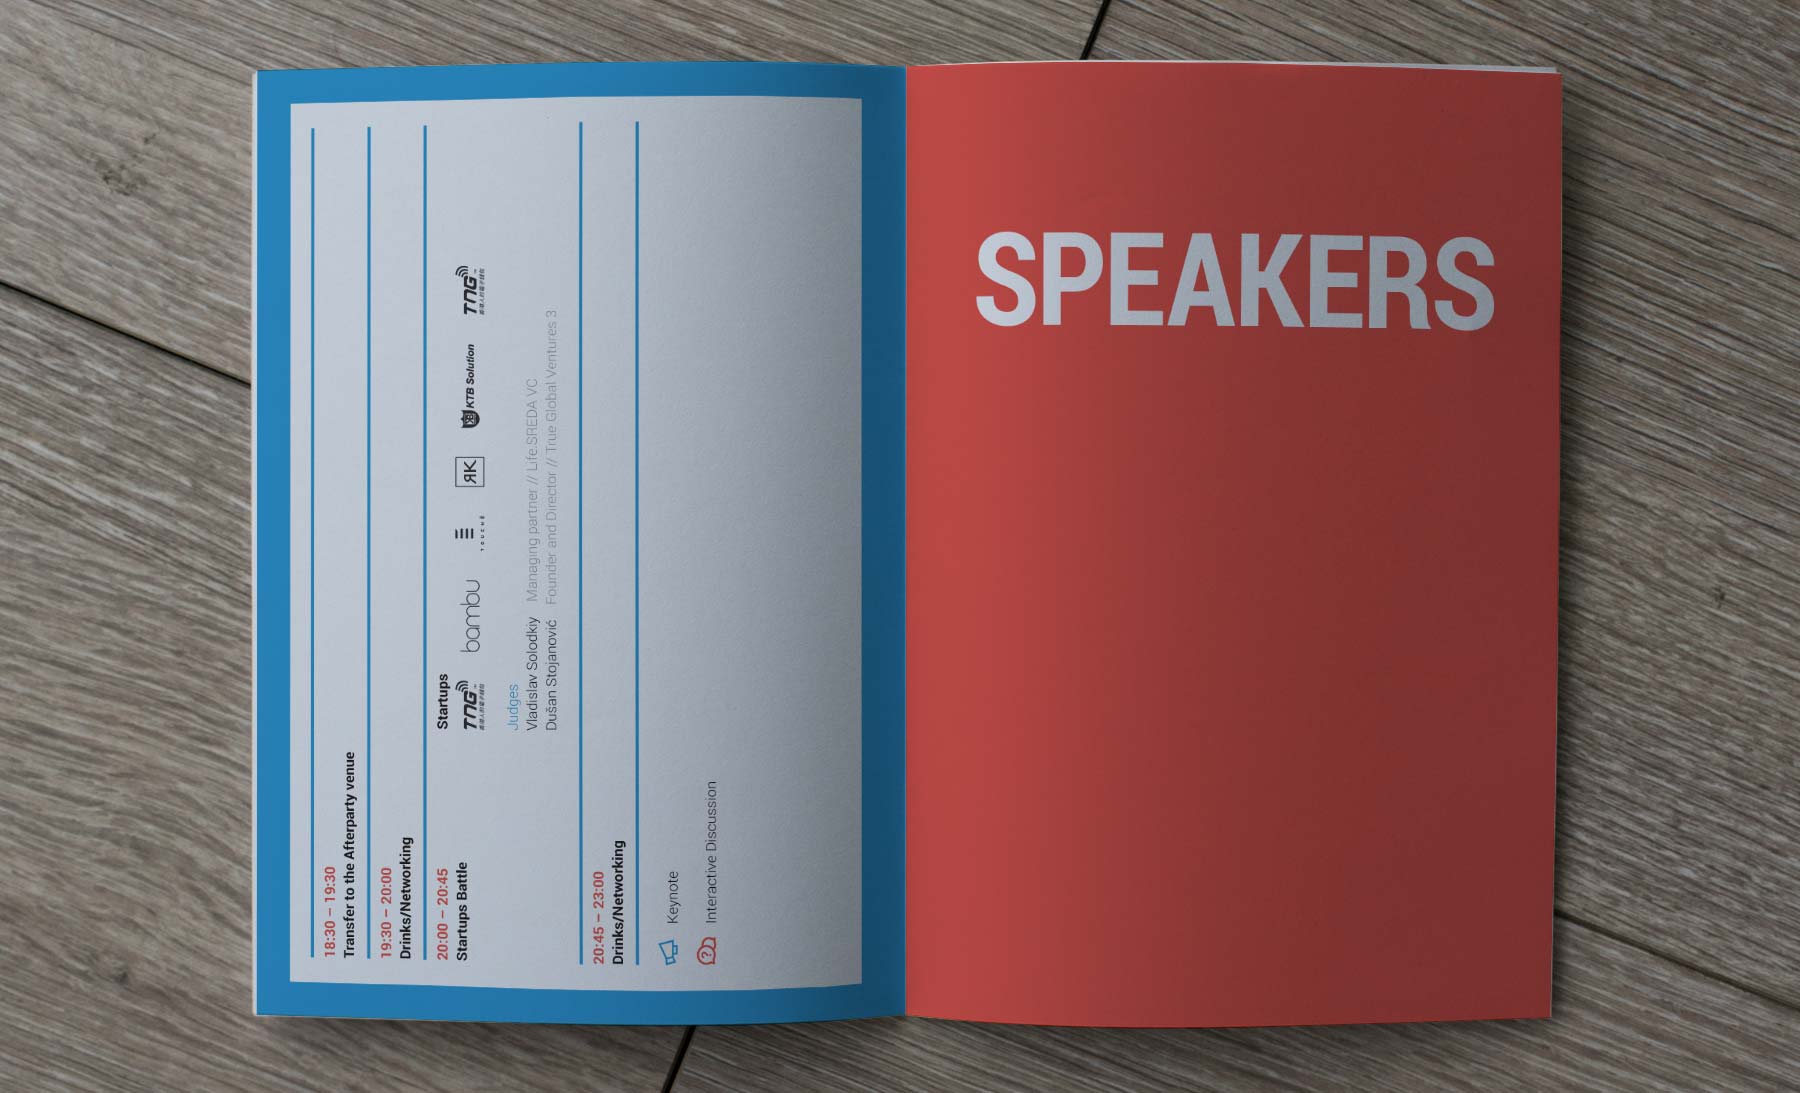 18:30 – 19:30
Transfer to the Afterparty venue
19:30 – 20:00
Drinks/Networking
20:00 – 20:45
Startups Battle
Startups
TNG
bambu
TOUCHÉ
ЯK
KTB Solution
TNG
Judges
Vladislav Solodkiy Managing partner // Life.SREDA VC
Dušan Stojanović Founder and Director // True Global Ventures 3
20:45 – 23:00
Drinks/Networking
Keynote
Interactive Discussion
SPEAKERS